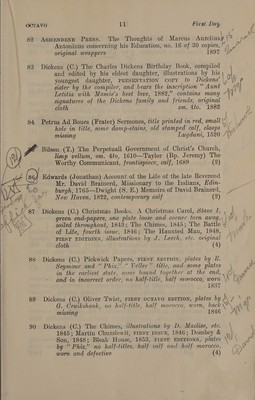 OCTAVO 11 First Day
82 ASHENDENE PRESS. The Thoughts of Marcus Aurelius
Antoninus concerning his Education, no. 16 of 20 copies,
original wrappers 1897
83 Dickens (C.) The Charles Dickens Birthday Book, compiled
and edited by his eldest daughter, illustrations by his
youngest daughter, PRESENTATION COPY to Dickens'
sister by the compiler, and bears the inscription "Aunt
Letitia with Mamie's best love, 1882," contains many
signatures of the Dickens family and friends, original
cloth sm. 4to. 1882
84 Petrus Ad Boues (Frater) Sermones, title printed in red, small
hole in title, some damp-stains, old stamped calf, clasps
missing Lugduni, 1520
Bilson (T.) The Perpetuall Government of Christ's Church,
limp vellum, sm. 4to, 1610—Taylor (Bp. Jeremy) The
Worthy Communicant, frontispiece, calf, 1689 (2)
86 Edwards (Jonathan) Account of the Life of the late Reverend
Mr. David Brainerd, Missionary to the Indians, Edin-
burgh, 1765—Dwight (S. E.) Memoirs of David Brainerd,
New Haven, 1822, contemporary calf (2)
87 Dickens (C.) Christmas Books. A Christmas Carol, Stave I,
green end-papers, one plate loose and corner torn away,
soiled throughout, 1843; The Chimes, 1845; The Battle
of Life, fourth issue, 1846; The Haunted Man, 1848,
FIRST EDITIONS, illustrations by J. Leech, etc. original
cloth (4)
88 Dickens (C.) Pickwick Papers, FIRST EDITION, plates by R.
Seymour and "Phiz," "Veller" title, and some plates
in the earliest state, some bound together at the end,
and in incorrect order, no half-title, half morocco, worn
1837
89 Dickens (C.) Oliver Twist, FIRST OCTAVO EDITION, plates by
G. Cruikshank, no half-title, half morocco, worn, back
missing 1846
90 Dickens (C.) The Chimes, illustrations by D. Maclise, etc.
1845; Martin Chuzzlewit, FIRST ISSUE, 1846; Dombey &
Son, 1848; Bleak House, 1853, FIRST EDITIONS, plates
by "Phiz," no half-titles, half calf and half morocco,
worn and defective (4)